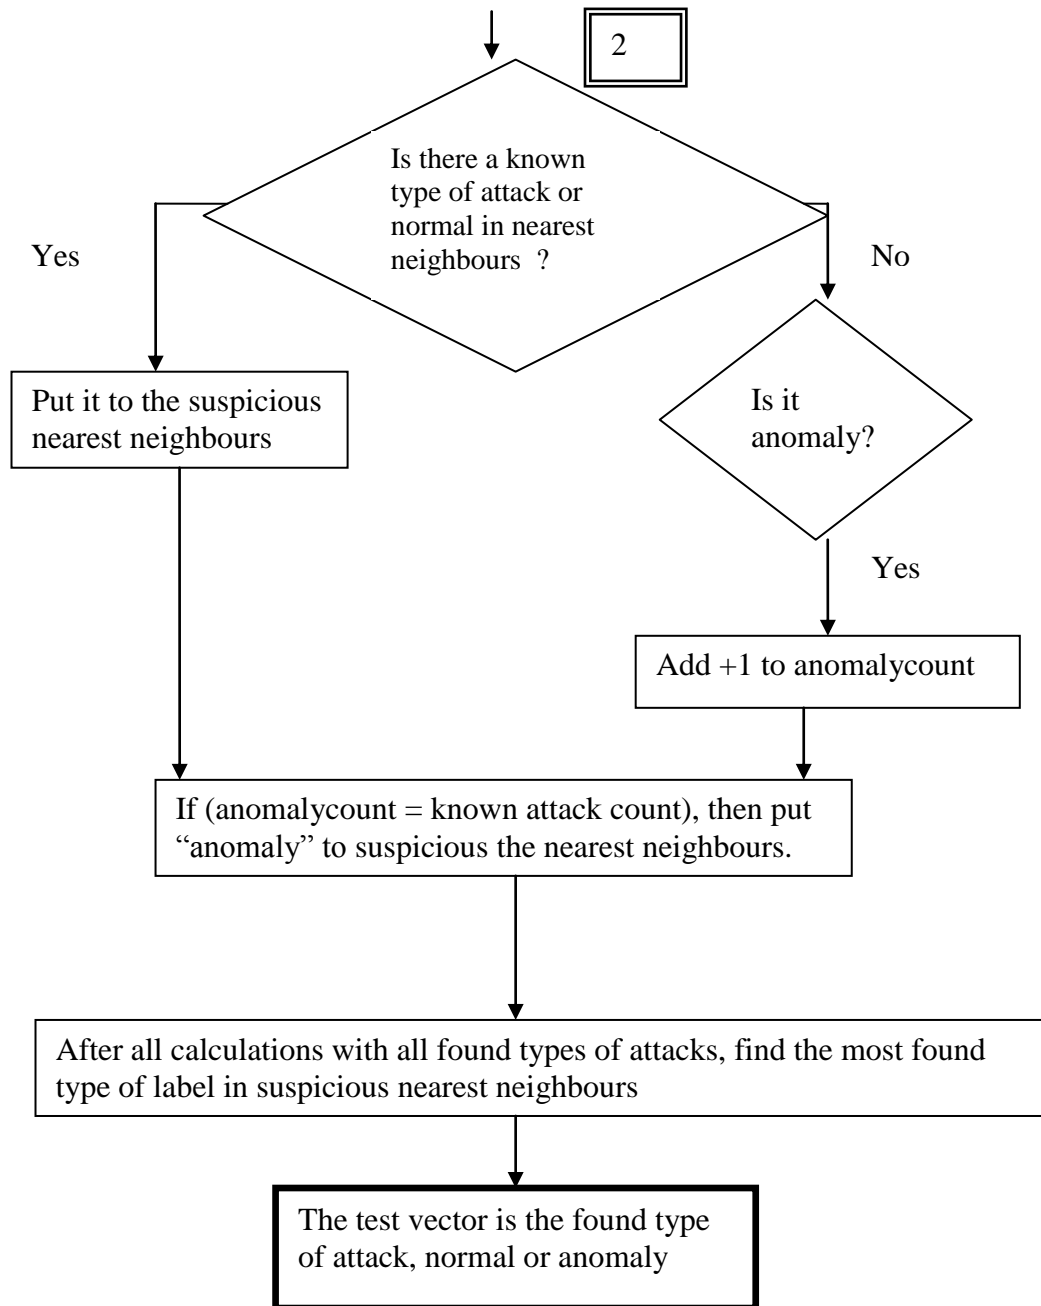 2
Is there a known
type of attack or
normal in nearest
neighbours ?
Yes
No
Put it to the suspicious
nearest neighbours
Is it
anomaly?
Yes
Add +1 to anomalycount
If (anomalycount = known attack count), then put
“anomaly” to suspicious the nearest neighbours.
After all calculations with all found types of attacks, find the most found
type of label in suspicious nearest neighbours
The test vector is the found type
of attack, normal or anomaly